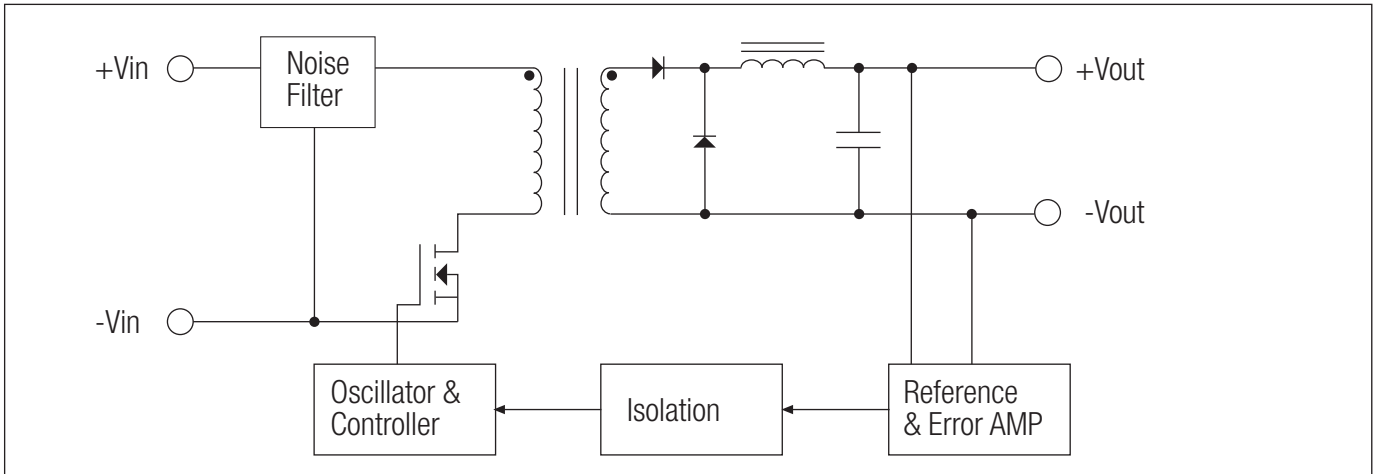 +Vin
Noise
Filter
+Vout
-Vout
-Vin
Oscillator &
Controller
Isolation
Reference
& Error AMP